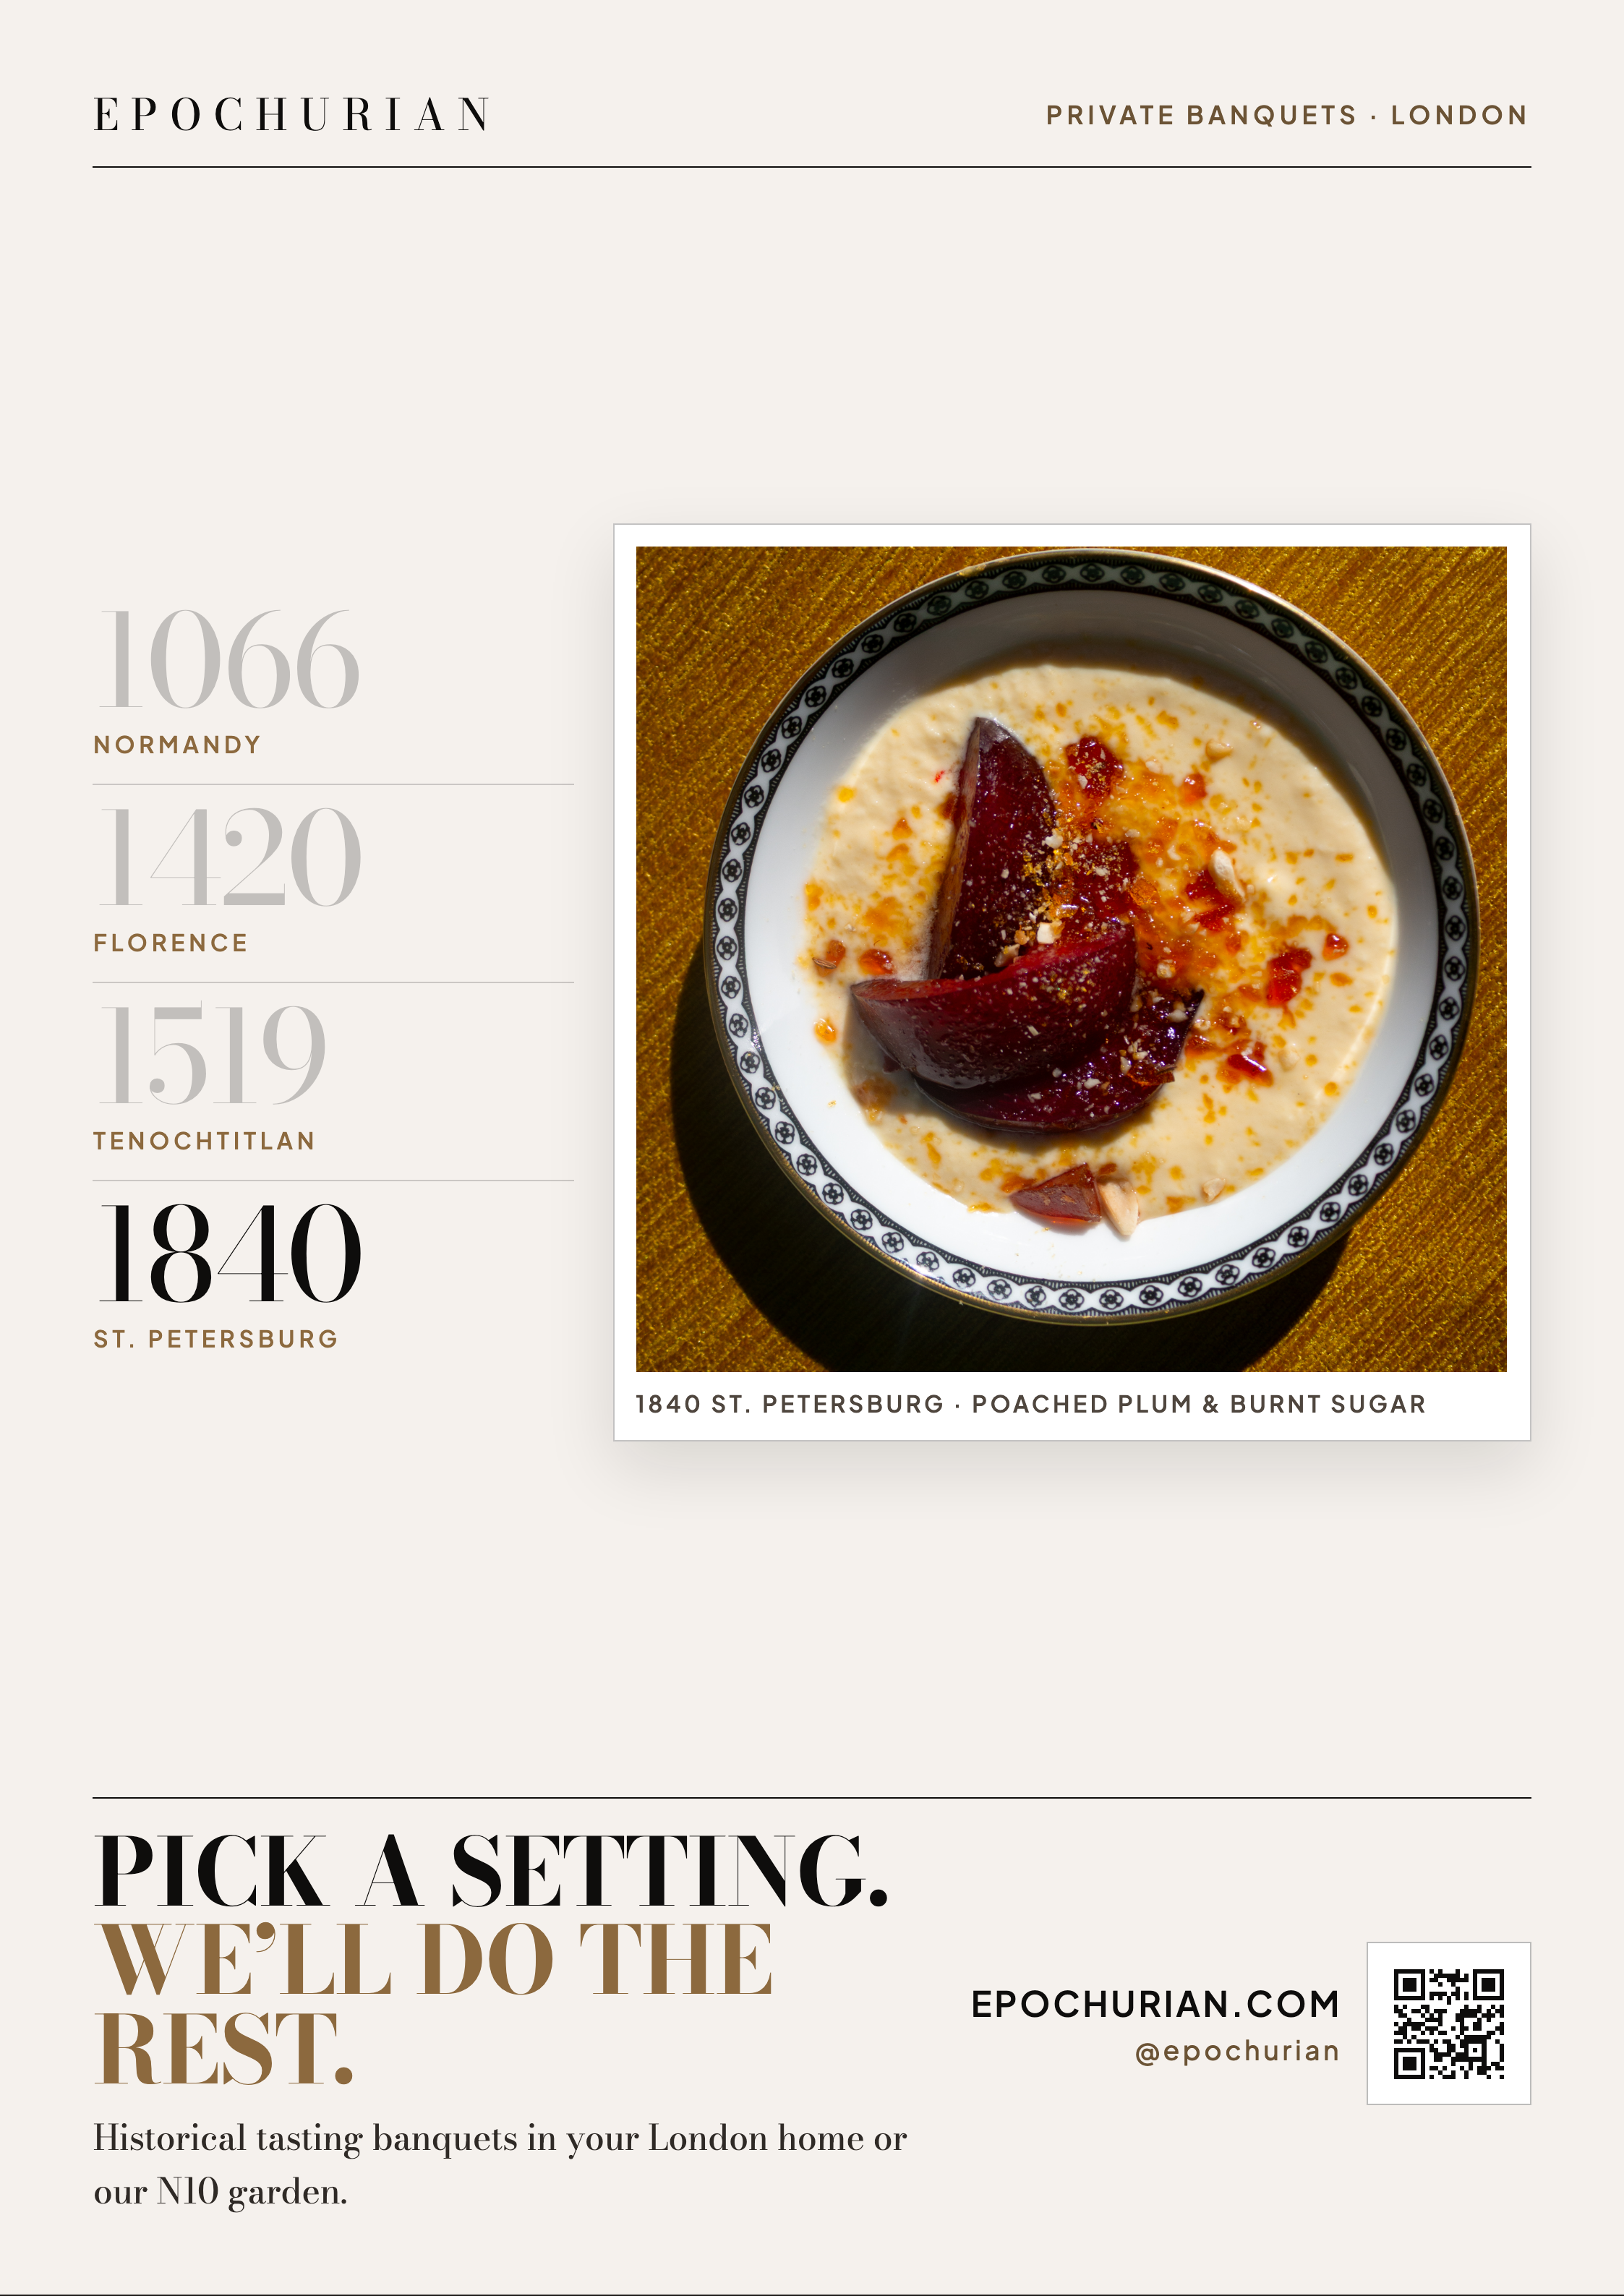 EPOCHURIAN
PRIVATE BANQUETS · LONDON
1066
NORMANDY
1420
FLORENCE
1519
TENOCHTITLAN
1840
ST. PETERSBURG
1840 ST. PETERSBURG · POACHED PLUM & BURNT SUGAR
PICK A SETTING.
WE’LL DO THE
REST.
Historical tasting banquets in your London home or
our N10 garden.
EPOCHURIAN.COM
@epochurian